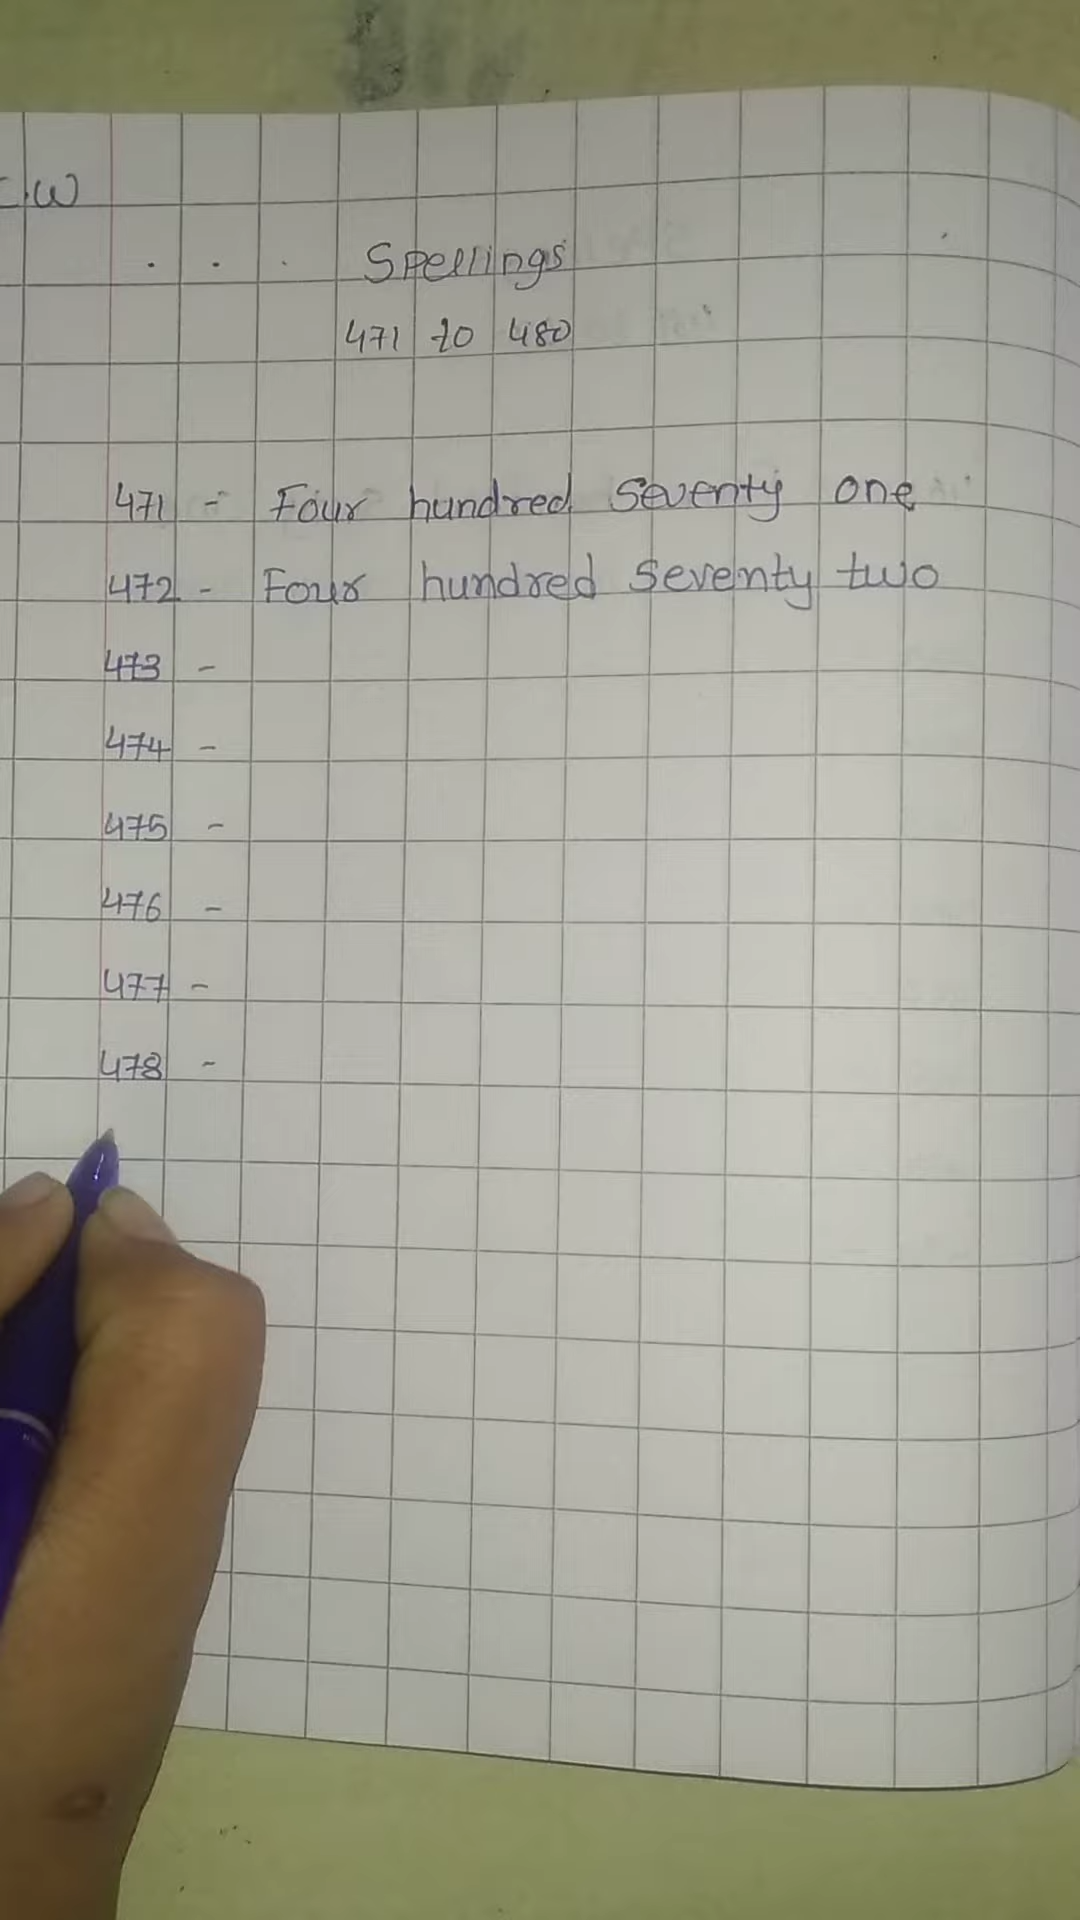 C.W
Spellings
471 to 480
471 - Four hundred seventy one
472 - Four hundred seventy two
473 -
474 -
475 -
476 -
477 -
478 -